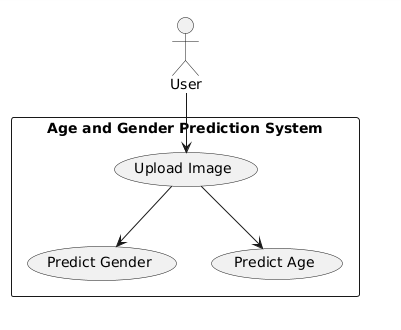 User
Age and Gender Prediction System
Upload Image
Predict Gender
Predict Age